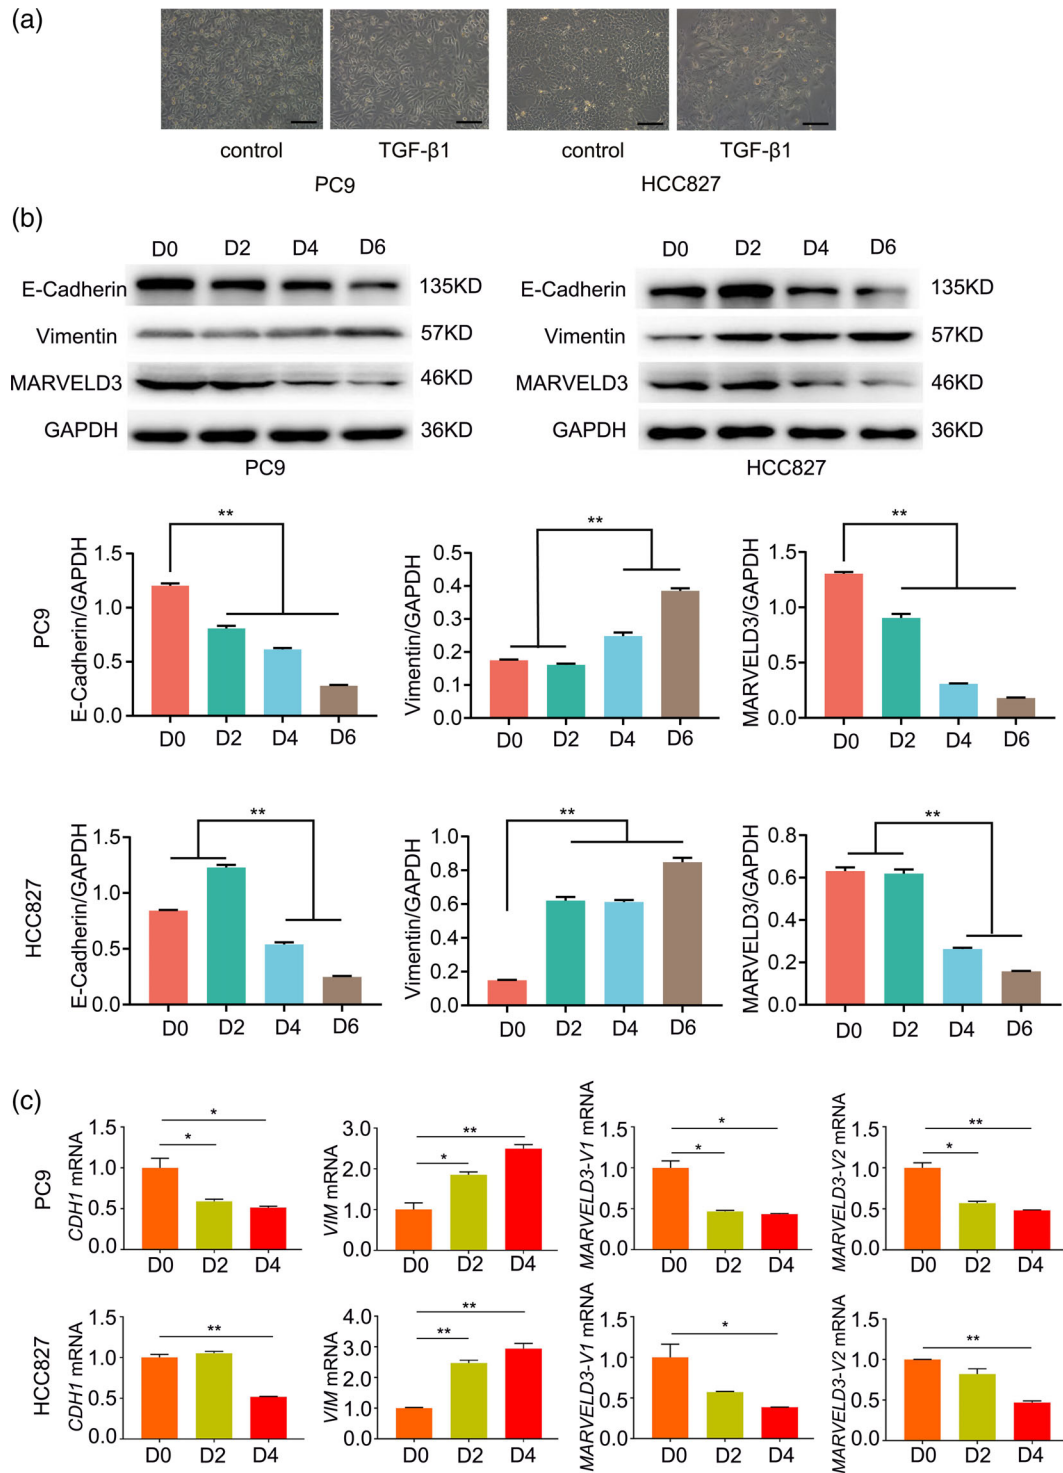 (a)
control TGF-β1 control TGF-β1
PC9 HCC827
(b)
D0 D2 D4 D6 D0 D2 D4 D6
E-Cadherin 135KD E-Cadherin 135KD
Vimentin 57KD Vimentin 57KD
MARVELD3 46KD MARVELD3 46KD
GAPDH 36KD GAPDH 36KD
PC9 HCC827
PC9
E-Cadherin/GAPDH
1.5
1.0
0.5
0.0
**
D0 D2 D4 D6
Vimentin/GAPDH
0.5
0.4
0.3
0.2
0.1
0.0
**
D0 D2 D4 D6
MARVELD3/GAPDH
1.5
1.0
0.5
0.0
**
D0 D2 D4 D6
HCC827
E-Cadherin/GAPDH
1.5
1.0
0.5
0.0
**
D0 D2 D4 D6
Vimentin/GAPDH
1.0
0.8
0.6
0.4
0.2
0.0
**
D0 D2 D4 D6
MARVELD3/GAPDH
0.8
0.6
0.4
0.2
0.0
**
D0 D2 D4 D6
(c)
PC9
CDH1 mRNA
1.5
1.0
0.5
0.0
*
*
D0 D2 D4
VIM mRNA
3.0
2.0
1.0
0.0
**
*
D0 D2 D4
MARVELD3-V1 mRNA
1.5
1.0
0.5
0.0
*
*
D0 D2 D4
MARVELD3-V2 mRNA
1.5
1.0
0.5
0.0
**
*
D0 D2 D4
HCC827
CDH1 mRNA
1.5
1.0
0.5
0.0
**
D0 D2 D4
VIM mRNA
4.0
3.0
2.0
1.0
0.0
**
**
D0 D2 D4
MARVELD3-V1 mRNA
1.5
1.0
0.5
0.0
*
D0 D2 D4
MARVELD3-V2 mRNA
1.5
1.0
0.5
0.0
**
D0 D2 D4